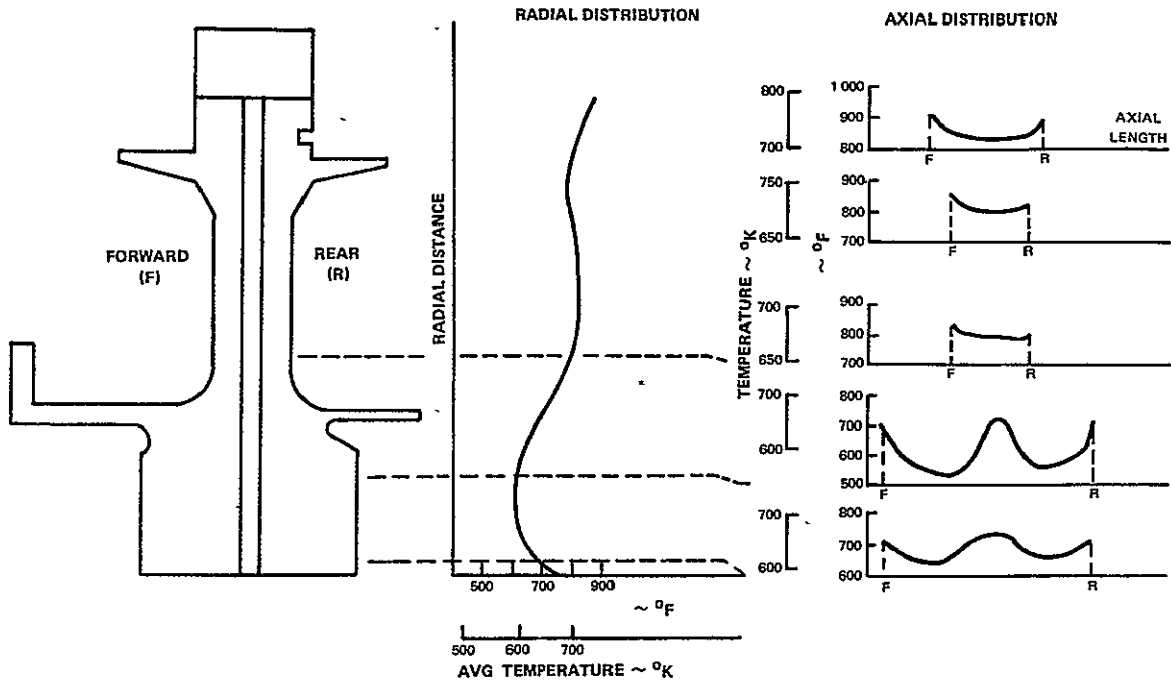 RADIAL DISTRIBUTION
AXIAL DISTRIBUTION
FORWARD
(F)
REAR
(R)
RADIAL DISTANCE
500 700 900
~ °F
500 600 700
AVG TEMPERATURE ~ °K
TEMPERATURE ~ °K
~ °F
800
700
1 000
900
800
F R
AXIAL
LENGTH
750
650
900
800
700
F R
700
650
900
800
700
F R
700
600
800
700
600
500
F R
700
600
800
700
600
F R